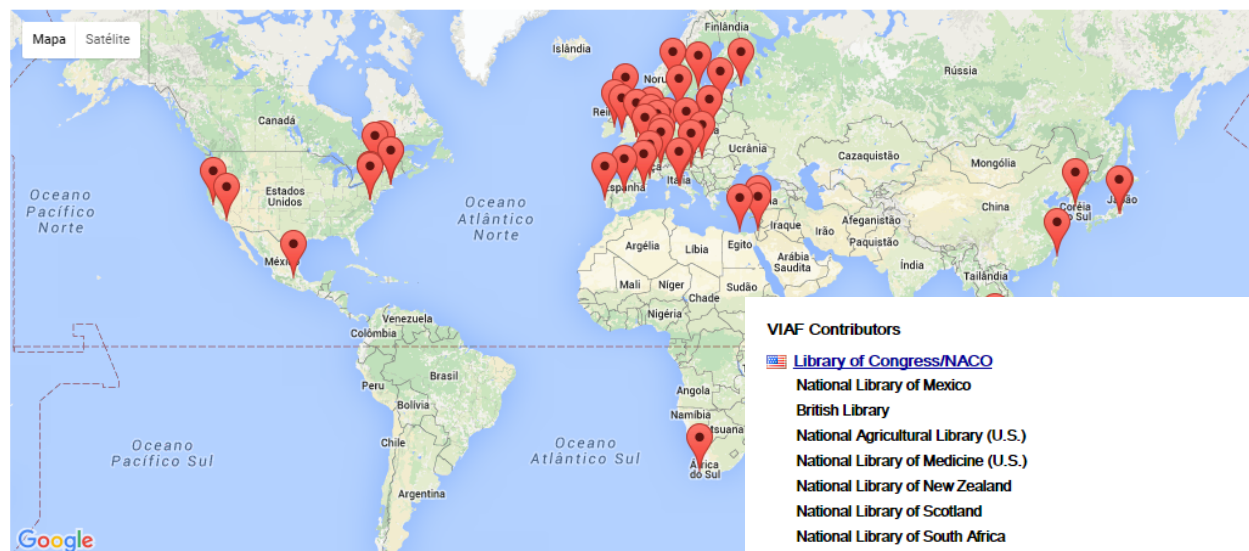 Mapa Satélite
Finlândia
Islândia
Rússia
Canadá
Ucrânia
Cazaquistão
Mongólia
Estados
Unidos
Oceano
Pacífico
Norte
Oceano
Atlântico
Norte
Espanha
Itália
China
Coréia
do Sul
Japão
Afeganistão
Iraque
Irão
Paquistão
Argélia
Líbia
Egito
Arábia
Saudita
México
Índia
Tailândia
Mali
Níger
Chade
Sudão
Nigéria
Venezuela
Colômbia
Brasil
Peru
Bolívia
Angola
Namíbia
Chile
Oceano
Pacífico Sul
Oceano
Atlântico Sul
África
do Sul
Argentina
Google
VIAF Contributors
Library of Congress/NACO
National Library of Mexico
British Library
National Agricultural Library (U.S.)
National Library of Medicine (U.S.)
National Library of New Zealand
National Library of Scotland
National Library of South Africa